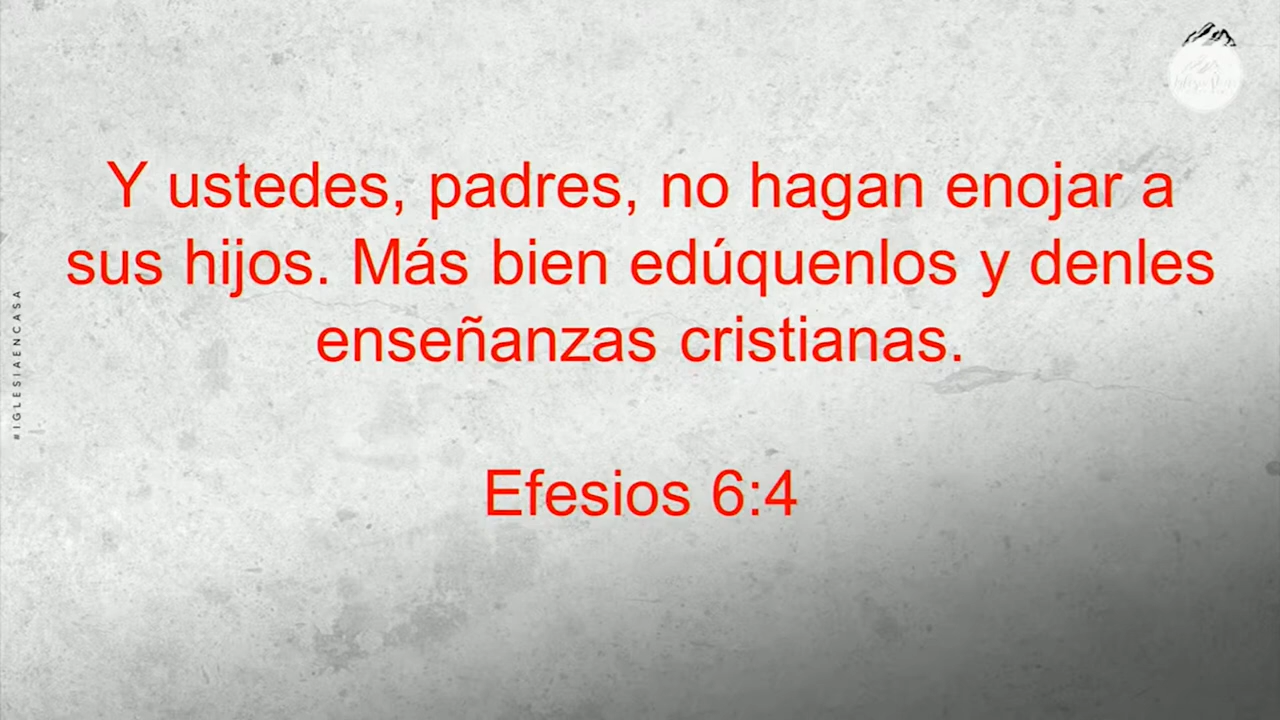 Y ustedes, padres, no hagan enojar a
sus hijos. Más bien edúquenlos y denles
enseñanzas cristianas.
Efesios 6:4
#IGLESIAENCASA